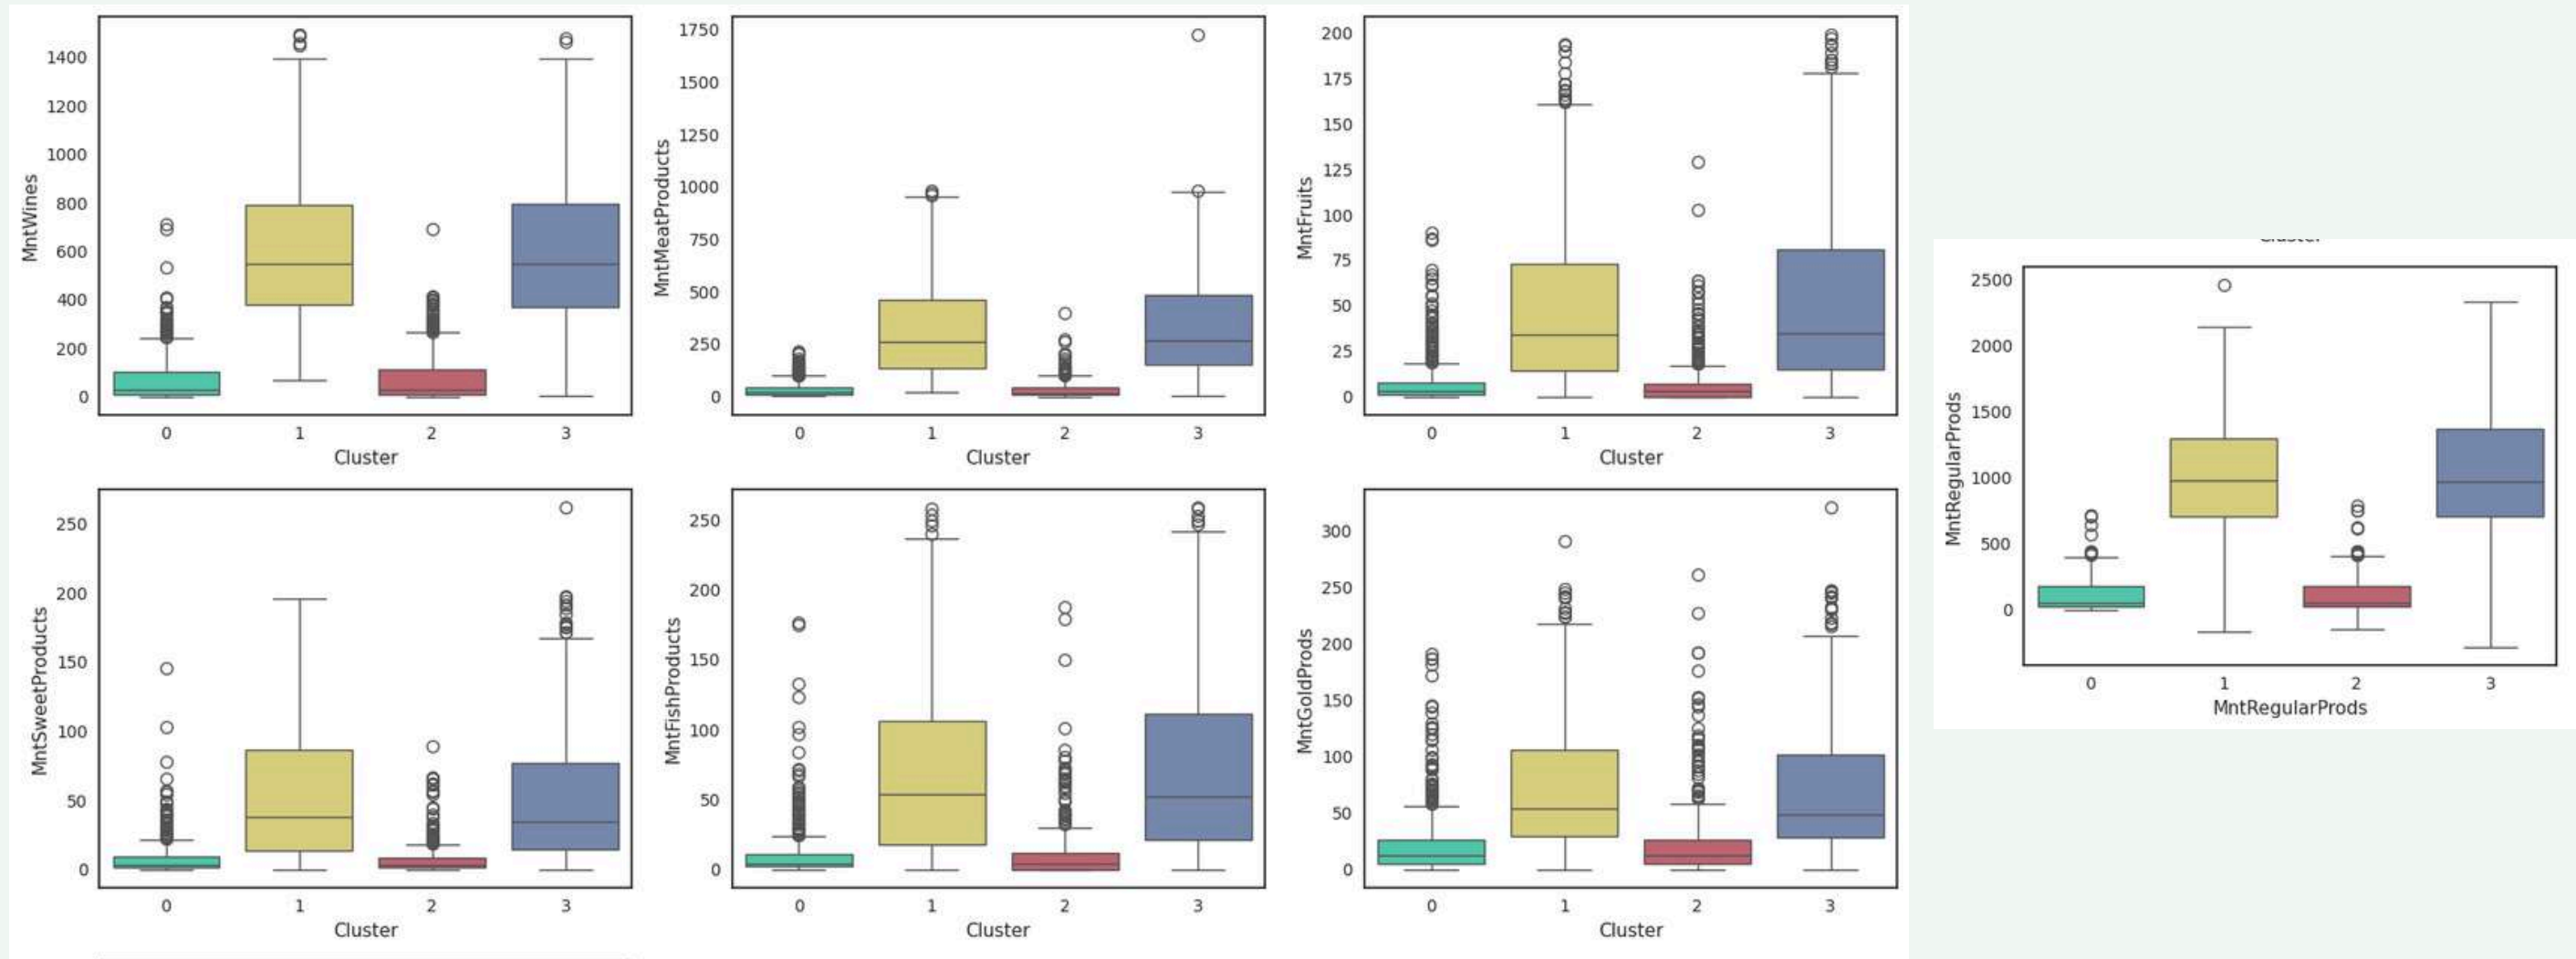 MntWines
1400
1200
1000
800
600
400
200
0
0 1 2 3
Cluster
MntMeatProducts
1750
1500
1250
1000
750
500
250
0
0 1 2 3
Cluster
MntFruits
200
175
150
125
100
75
50
25
0
0 1 2 3
Cluster
MntSweetProducts
250
200
150
100
50
0
0 1 2 3
Cluster
MntFishProducts
250
200
150
100
50
0
0 1 2 3
Cluster
MntGoldProds
300
250
200
150
100
50
0
0 1 2 3
Cluster
Cluster
MntRegularProds
2500
2000
1500
1000
500
0
0 1 2 3
MntRegularProds